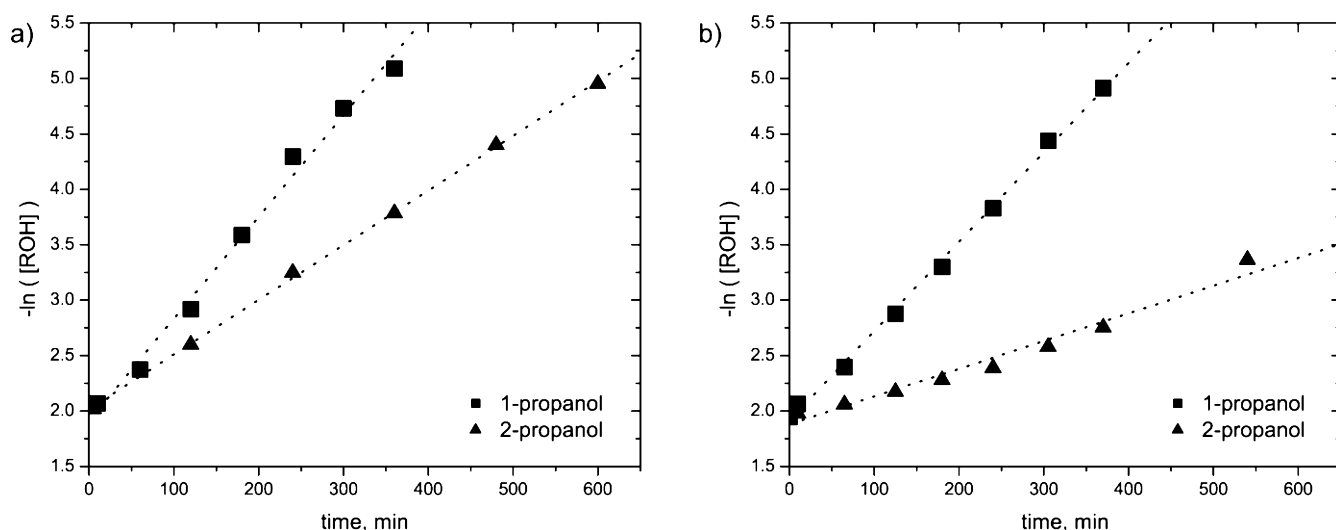 a)
5.5
5.0
4.5
4.0
3.5
3.0
2.5
2.0
1.5
-ln ( [ROH] )
1-propanol
2-propanol
0 100 200 300 400 500 600
time, min
b)
5.5
5.0
4.5
4.0
3.5
3.0
2.5
2.0
1.5
-ln ( [ROH] )
1-propanol
2-propanol
0 100 200 300 400 500 600
time, min